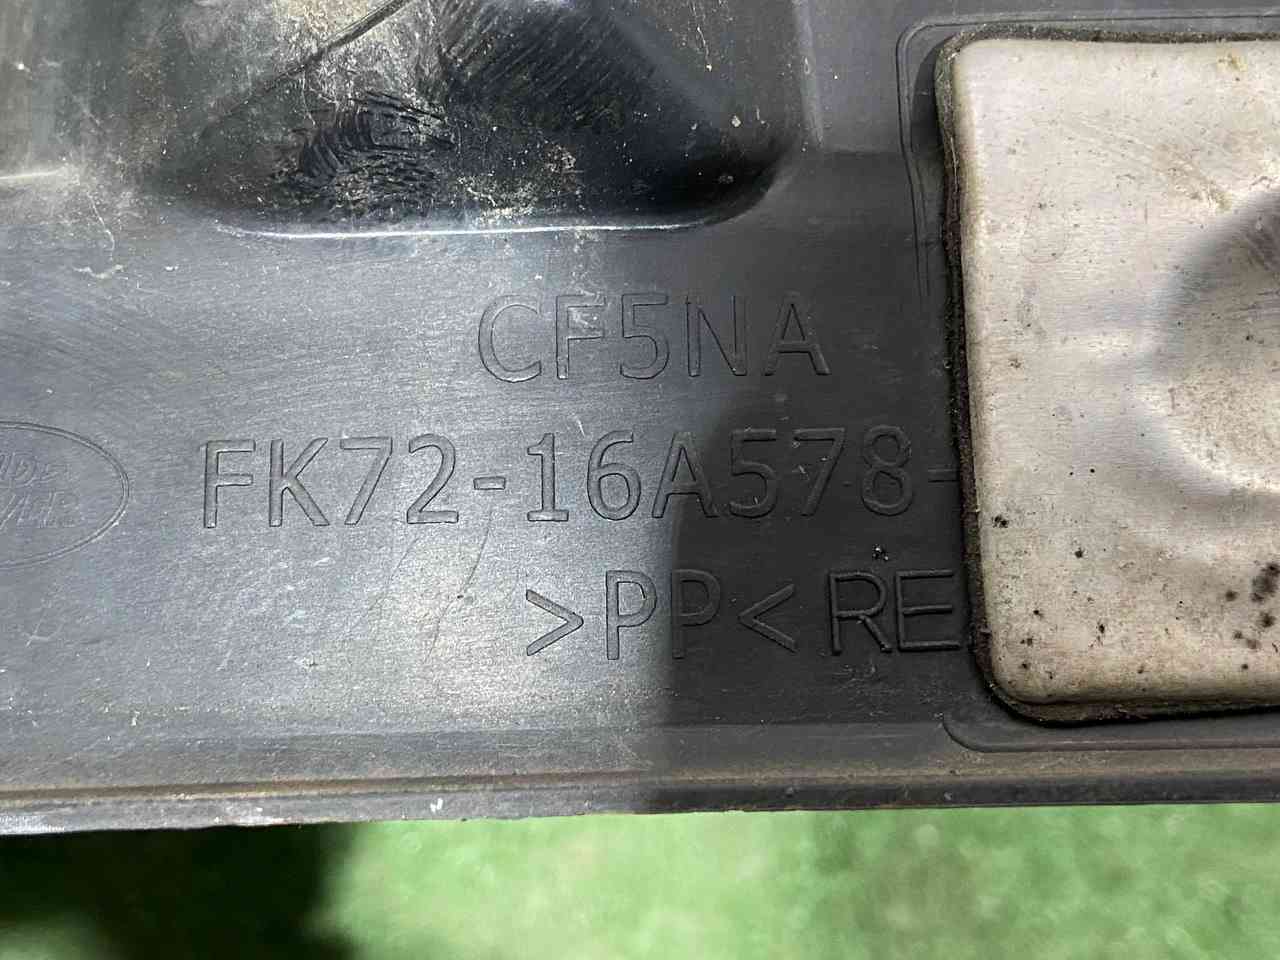 CF5NA
FK72-16A578-
>PP< RE